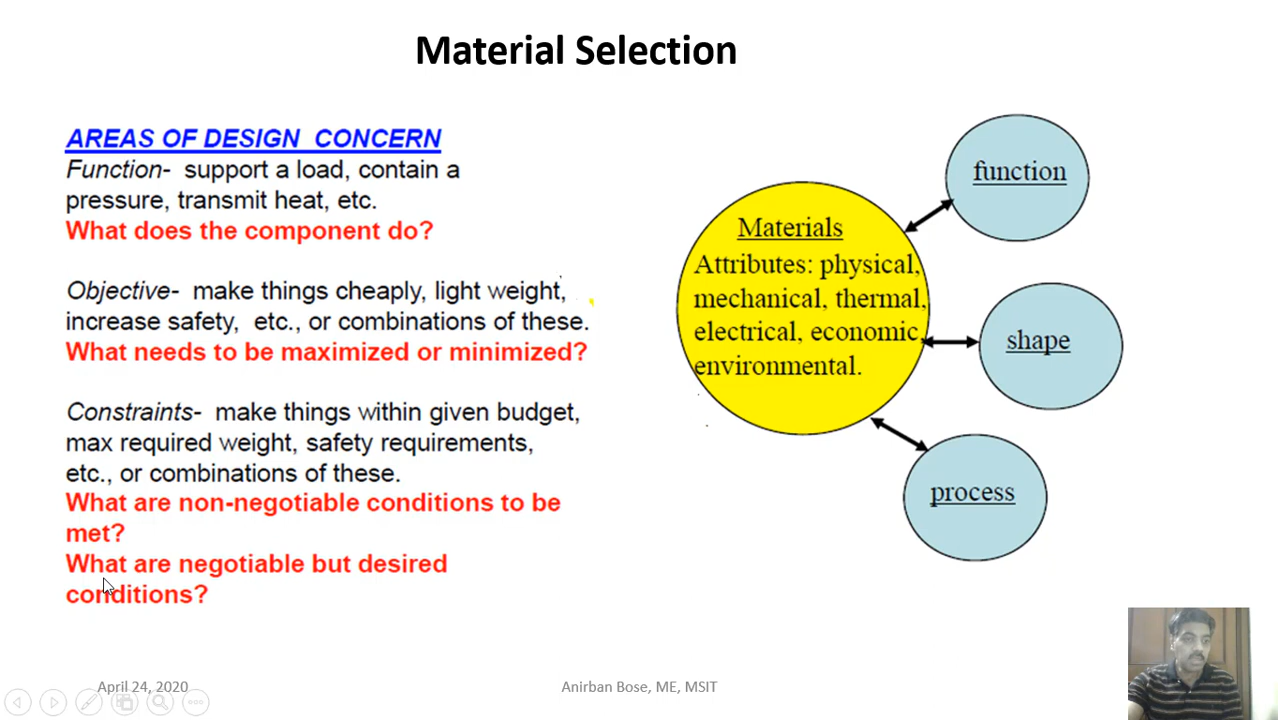 Material Selection
AREAS OF DESIGN CONCERN
Function- support a load, contain a
pressure, transmit heat, etc.
What does the component do?
Objective- make things cheaply, light weight,
increase safety, etc., or combinations of these.
What needs to be maximized or minimized?
Constraints- make things within given budget,
max required weight, safety requirements,
etc., or combinations of these.
What are non-negotiable conditions to be
met?
What are negotiable but desired
conditions?
Materials
Attributes: physical,
mechanical, thermal,
electrical, economic,
environmental.
function
shape
process
April 24, 2020
Anirban Bose, ME, MSIT